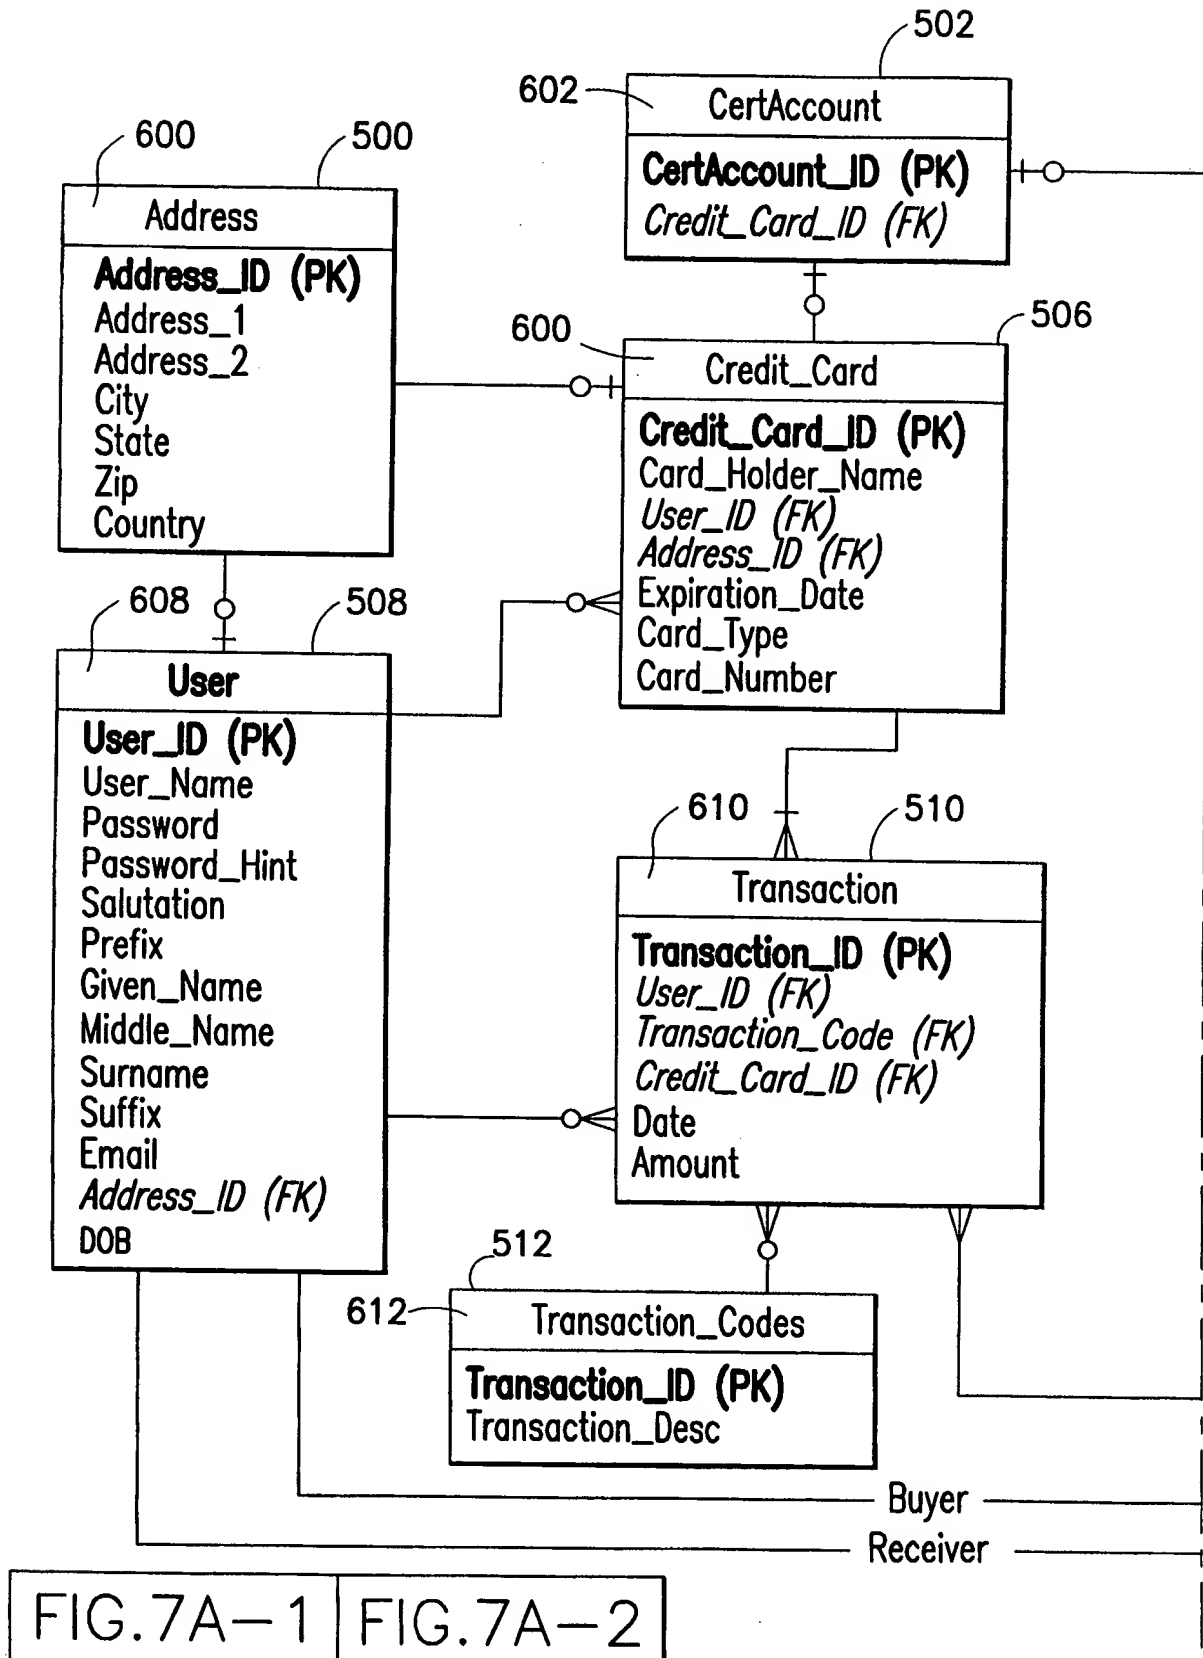 502
602
CertAccount
CertAccount_ID (PK)
Credit_Card_ID (FK)
600
500
Address
Address_ID (PK)
Address_1
Address_2
City
State
Zip
Country
600
506
Credit_Card
Credit_Card_ID (PK)
Card_Holder_Name
User_ID (FK)
Address_ID (FK)
Expiration_Date
Card_Type
Card_Number
608
508
User
User_ID (PK)
User_Name
Password
Password_Hint
Salutation
Prefix
Given_Name
Middle_Name
Surname
Suffix
Email
Address_ID (FK)
DOB
610
510
Transaction
Transaction_ID (PK)
User_ID (FK)
Transaction_Code (FK)
Credit_Card_ID (FK)
Date
Amount
512
612
Transaction_Codes
Transaction_ID (PK)
Transaction_Desc
Buyer
Receiver
FIG.7A-1
FIG.7A-2